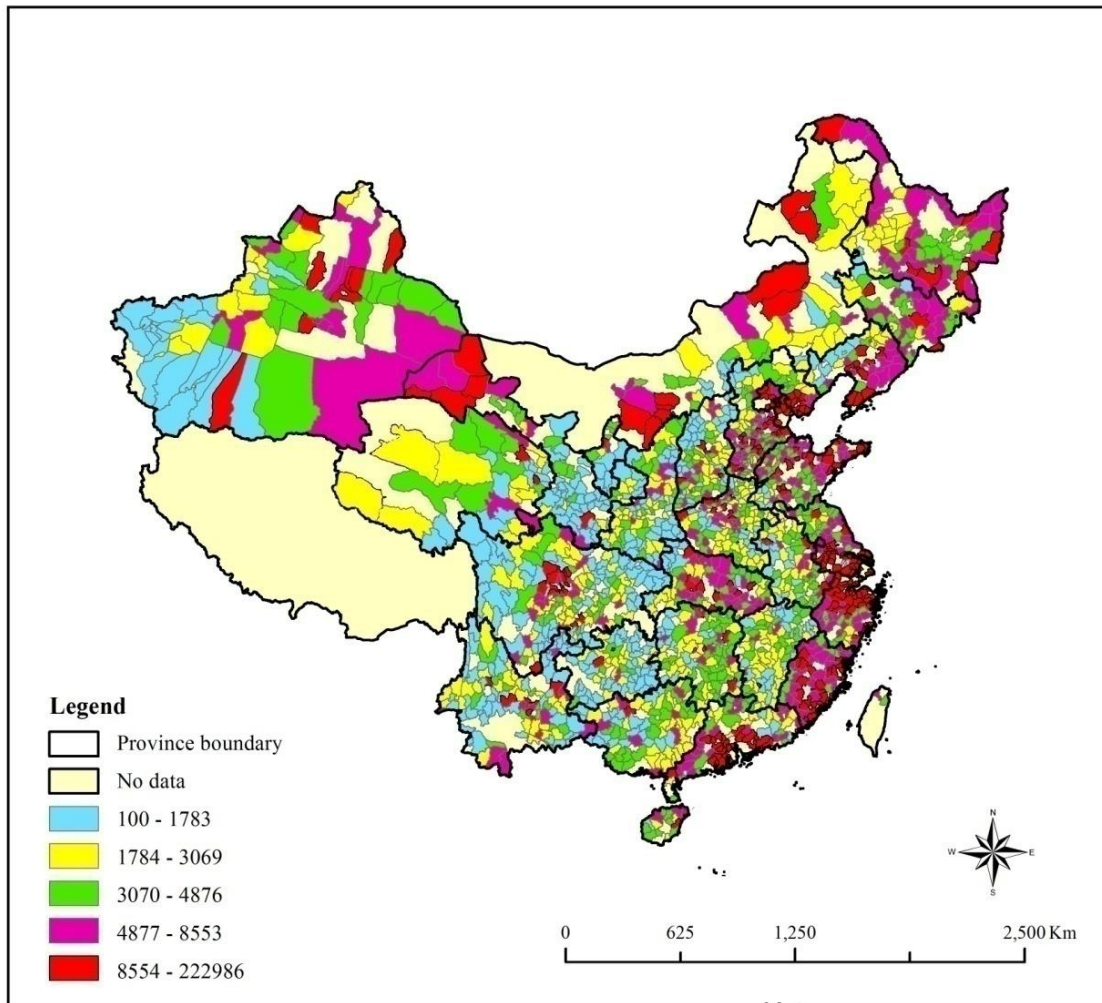 Legend
Province boundary
No data
100 - 1783
1784 - 3069
3070 - 4876
4877 - 8553
8554 - 222986
N
W E
S
0 625 1,250 2,500 Km